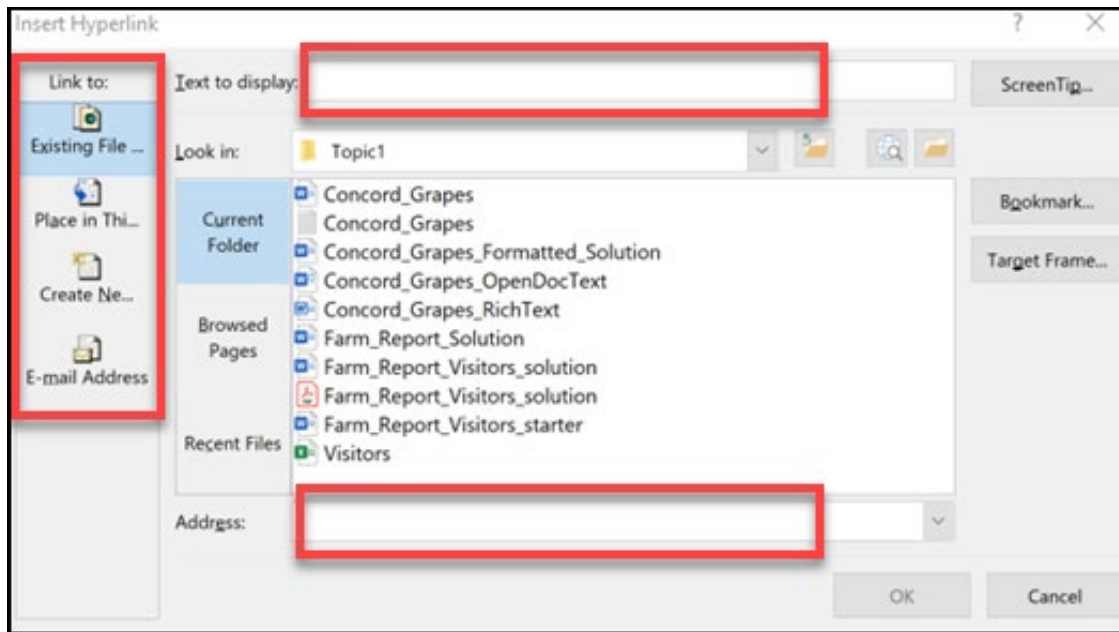 Insert Hyperlink
?
Link to:
Existing File ...
Place in Thi...
Create Ne...
E-mail Address
Text to display:
ScreenTip...
Look in:
Topic1
Current
Folder
Browsed
Pages
Recent Files
Concord_Grapes
Concord_Grapes
Concord_Grapes_Formatted_Solution
Concord_Grapes_OpenDocText
Concord_Grapes_RichText
Farm_Report_Solution
Farm_Report_Visitors_solution
Farm_Report_Visitors_solution
Farm_Report_Visitors_starter
Visitors
Bookmark...
Target Frame...
Address:
OK
Cancel